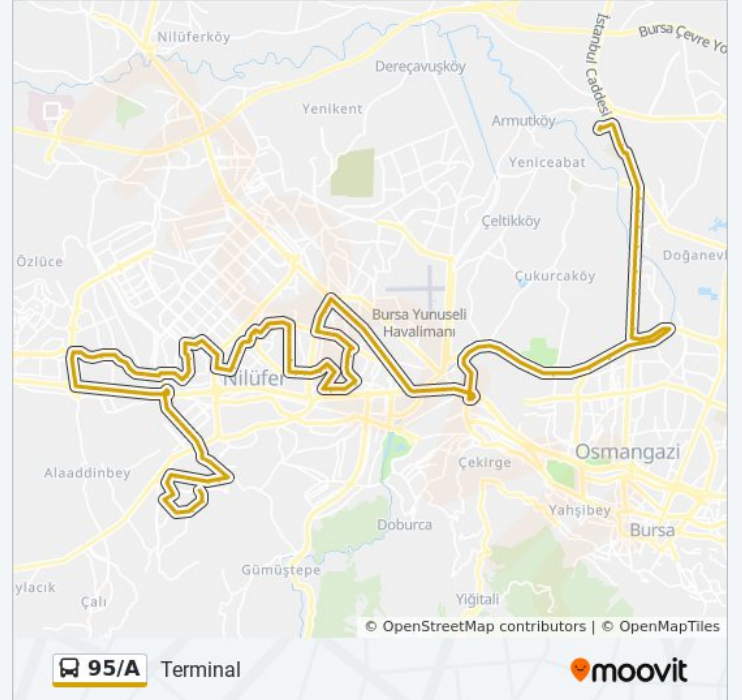 Nilüferköy
İstanbul Caddesi
Bursa Çevre Yo
Dereçavuşköy
Yenikent
Armutköy
Yeniceabat
Çeltikköy
Özlüce
Doğanevl
Çukurcaköy
Bursa Yunuseli
Havalimanı
Nilüfer
Osmangazi
Çekirge
Alaaddinbey
Yahşibey
Doburca
Bursa
Gümüştepe
ylacık
Çalı
Yiğitali
© OpenStreetMap contributors | © OpenMapTiles
95/A Terminal
moovit